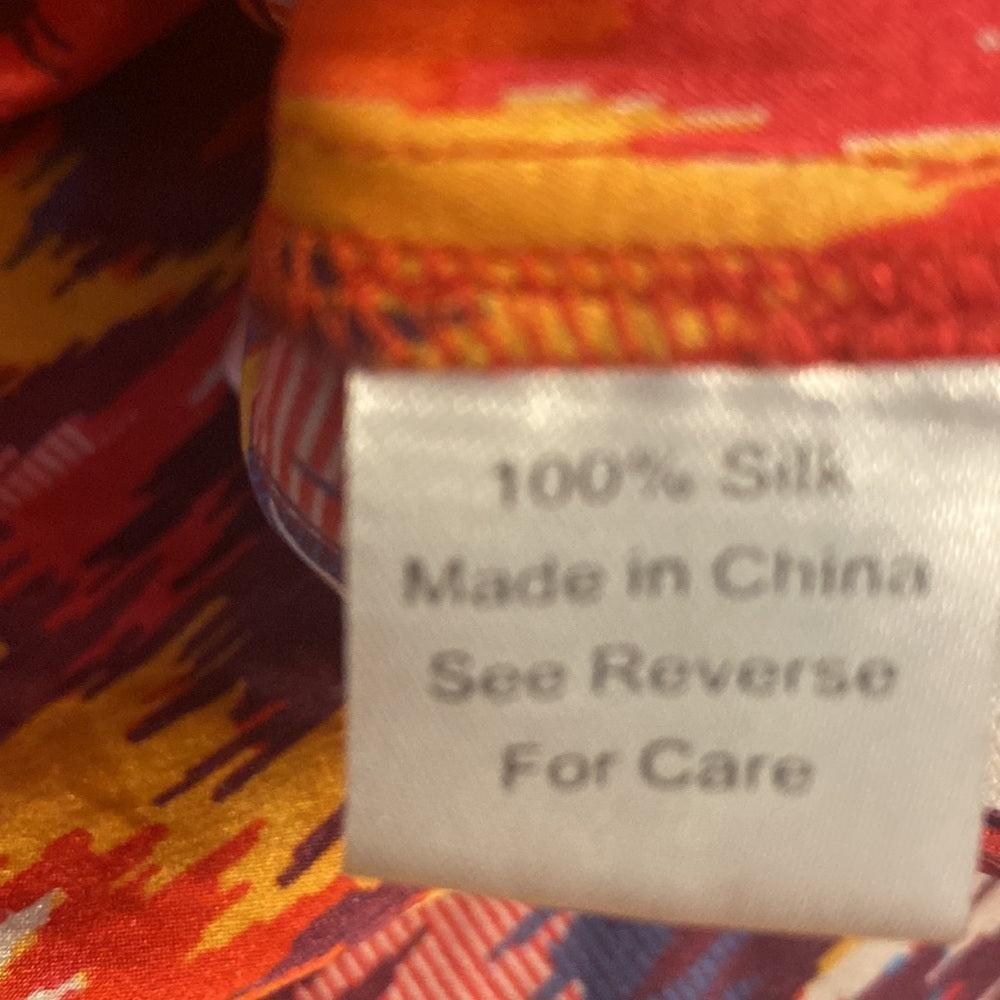 100% Silk
Made in China
See Reverse
For Care